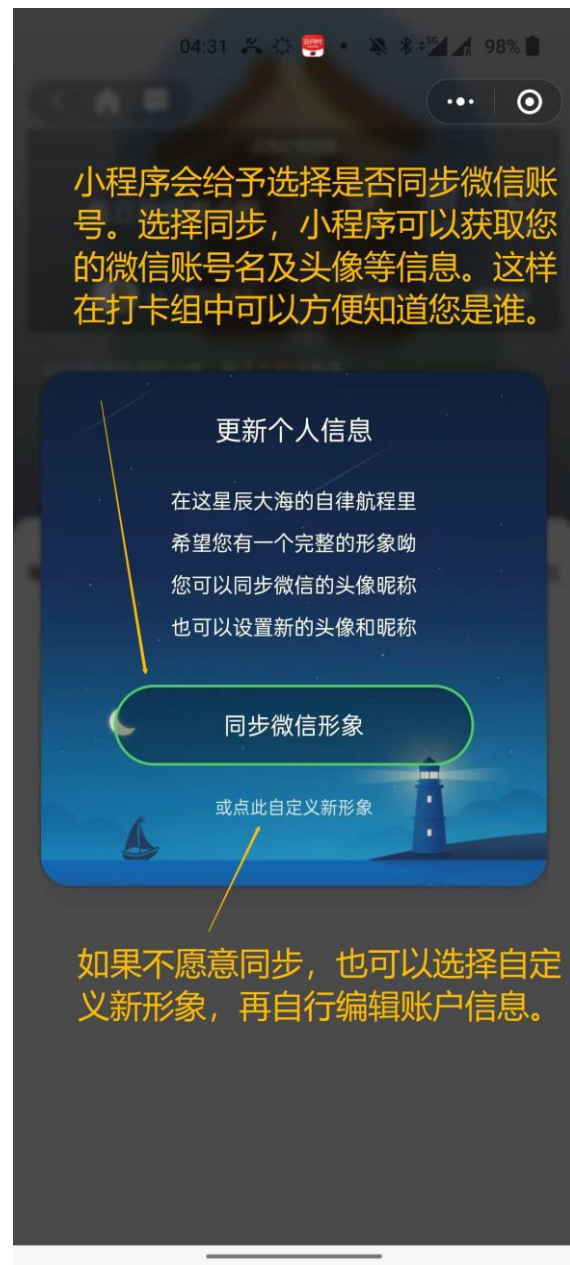 04:31
5G
98%
小程序会给予选择是否同步微信账
号。选择同步，小程序可以获取您
的微信账号名及头像等信息。这样
在打卡组中可以方便知道您是谁。
更新个人信息
在这星辰大海的自律航程里
希望您有一个完整的形象呦
您可以同步微信的头像昵称
也可以设置新的头像和昵称
同步微信形象
或点此自定义新形象
如果不愿意同步，也可以选择自定
义新形象，再自行编辑账户信息。